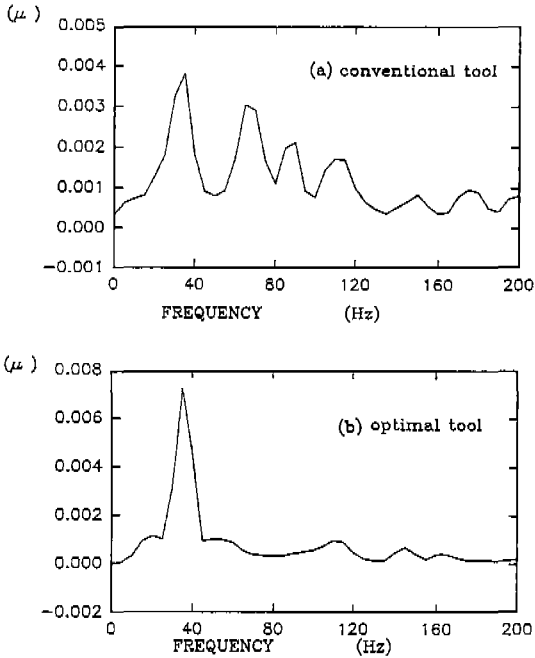 (μ)
0.005
(a) conventional tool
0.004
0.003
0.002
0.001
0.000
−0.001
0 40 80 120 160 200
FREQUENCY (Hz)
(μ)
0.008
(b) optimal tool
0.006
0.004
0.002
0.000
−0.002
0 40 80 120 160 200
FREQUENCY (Hz)